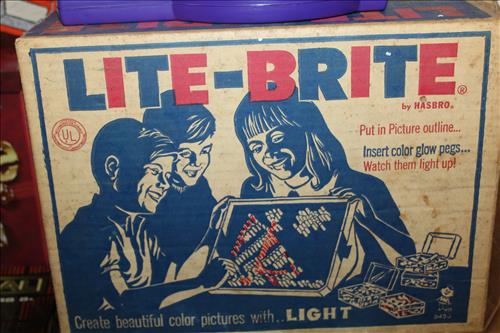 LITE-BRITE®
by HASBRO®
UL
Put in Picture outline...
Insert color glow pegs...
Watch them light up!
Create beautiful color pictures with..LIGHT